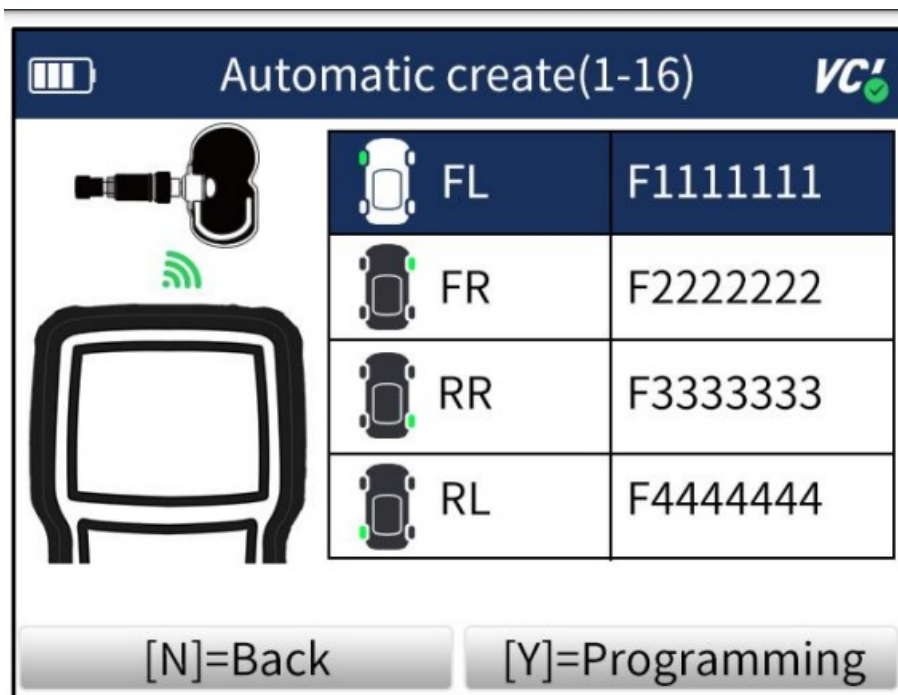 Automatic create(1-16) VCI
FL F1111111
FR F2222222
RR F3333333
RL F4444444
[N]=Back [Y]=Programming